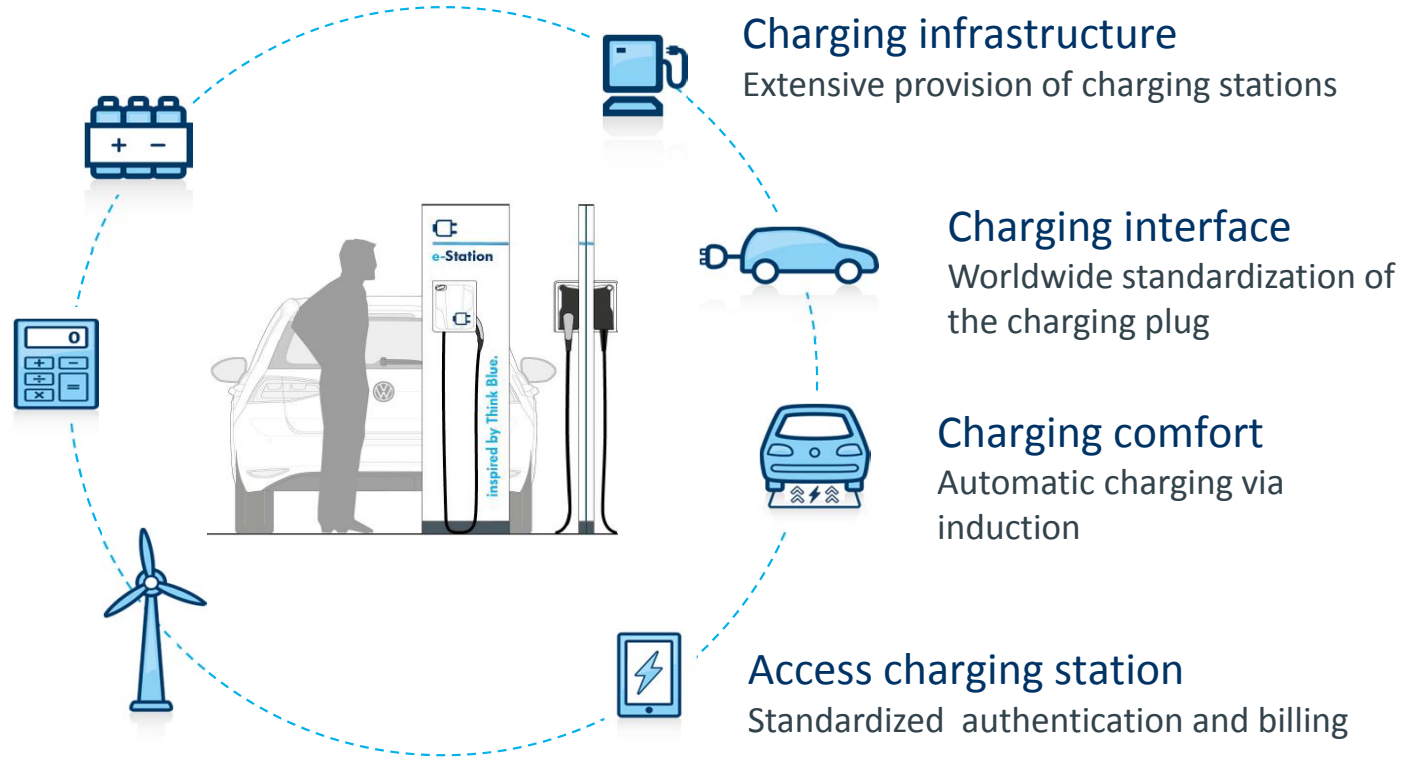 Charging infrastructure
Extensive provision of charging stations
+ −
e-Station
Charging interface
Worldwide standardization of
the charging plug
0
+ −
÷ =
×
VW
inspired by Think Blue.
Charging comfort
Automatic charging via
induction
Access charging station
Standardized  authentication and billing